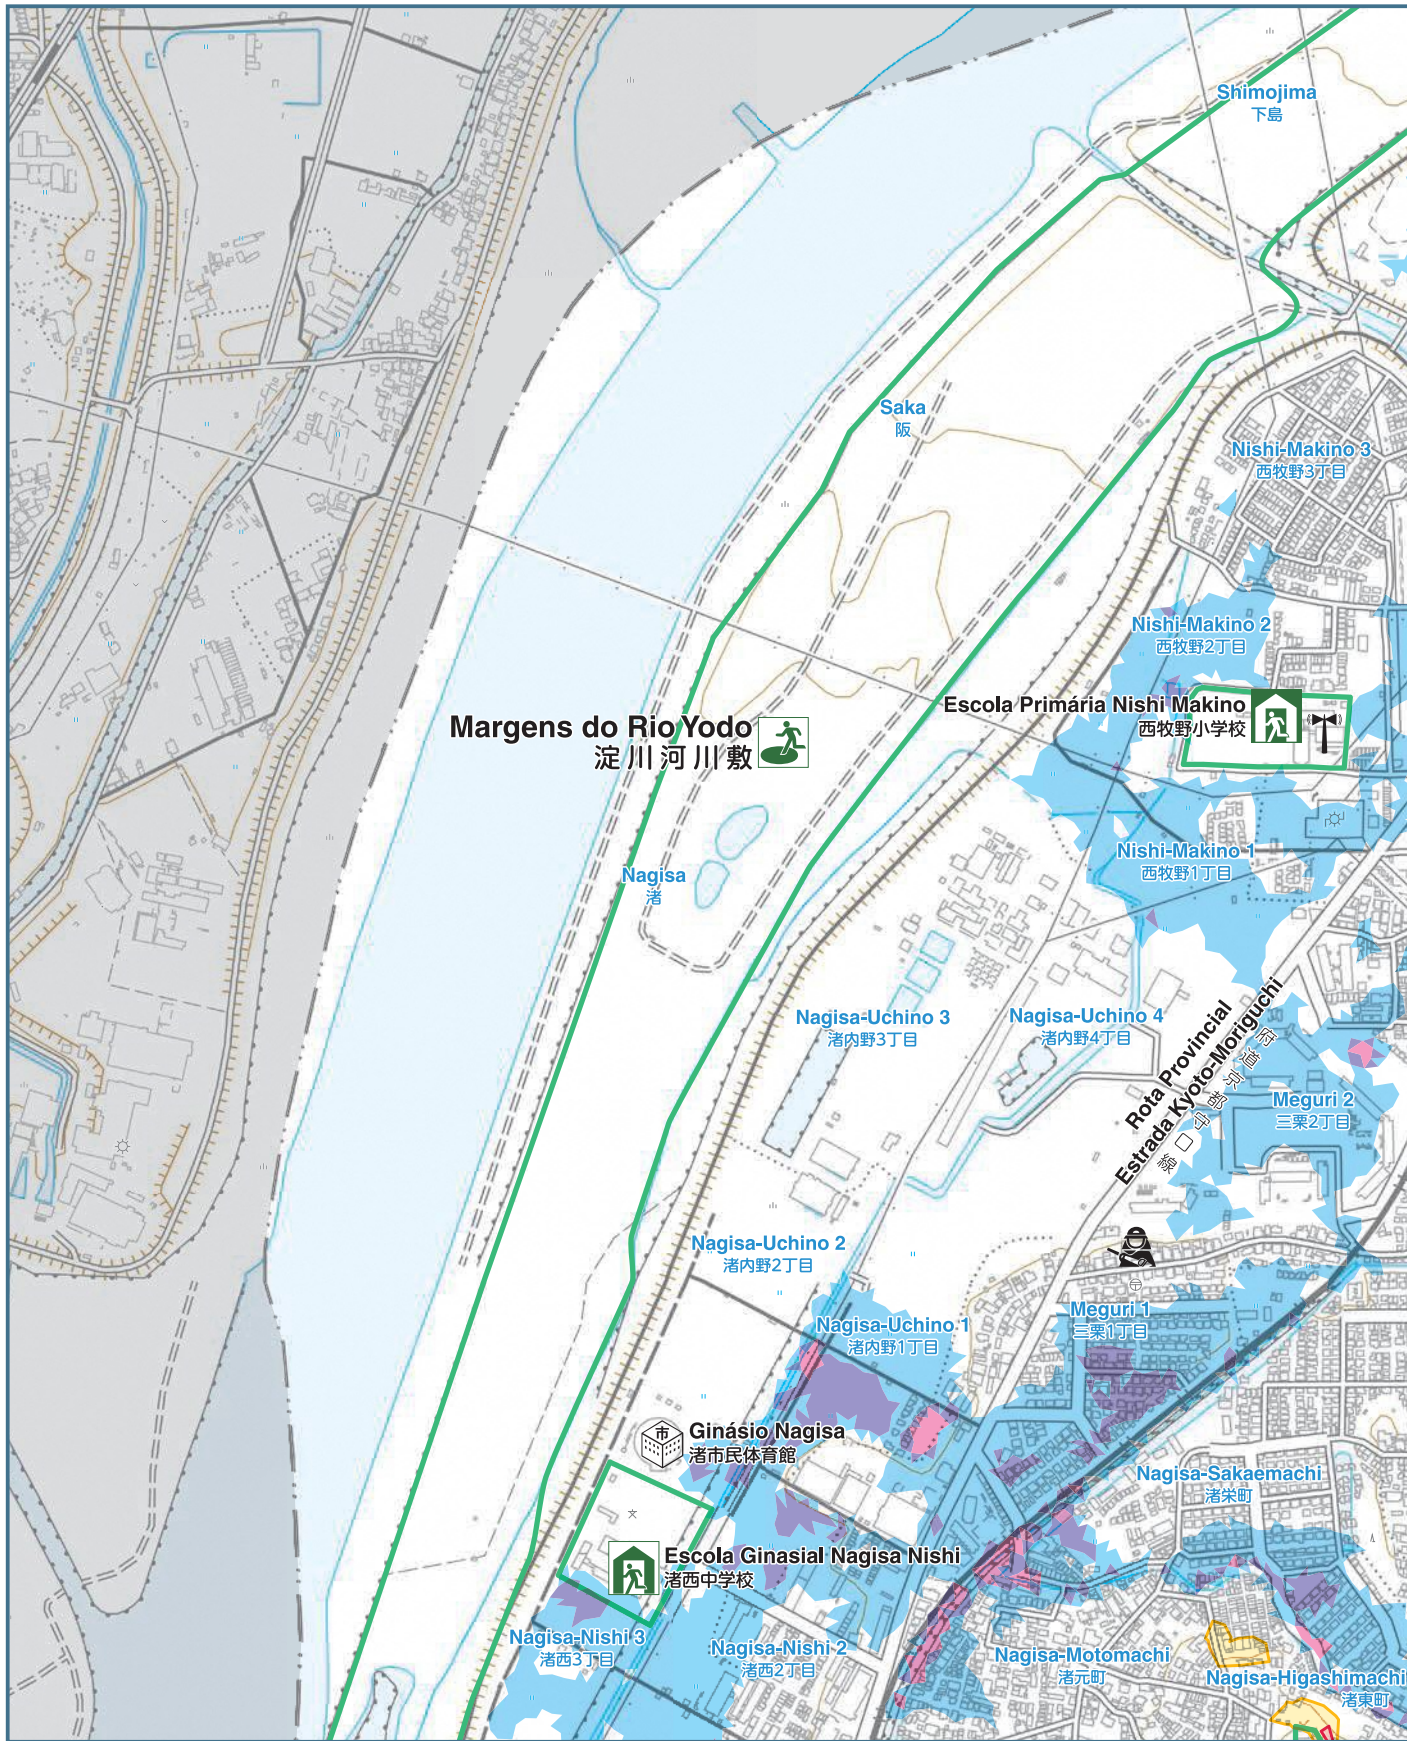 Shimojima
下島
Saka
阪
Nishi-Makino 3
西牧野3丁目
Nishi-Makino 2
西牧野2丁目
Escola Primária Nishi Makino
西牧野小学校
Margens do Rio Yodo
淀川河川敷
Nishi-Makino 1
西牧野1丁目
Nagisa
渚
Nagisa-Uchino 3
渚内野3丁目
Nagisa-Uchino 4
渚内野4丁目
Rota Provincial
Estrada Kyoto-Moriguchi
府道京都守口線
Meguri 2
三栗2丁目
Nagisa-Uchino 2
渚内野2丁目
Meguri 1
三栗1丁目
Nagisa-Uchino 1
渚内野1丁目
市
Ginásio Nagisa
渚市民体育館
Nagisa-Sakaemachi
渚栄町
文
Escola Ginasial Nagisa Nishi
渚西中学校
Nagisa-Nishi 3
渚西3丁目
Nagisa-Nishi 2
渚西2丁目
Nagisa-Motomachi
渚元町
Nagisa-Higashimachi
渚東町